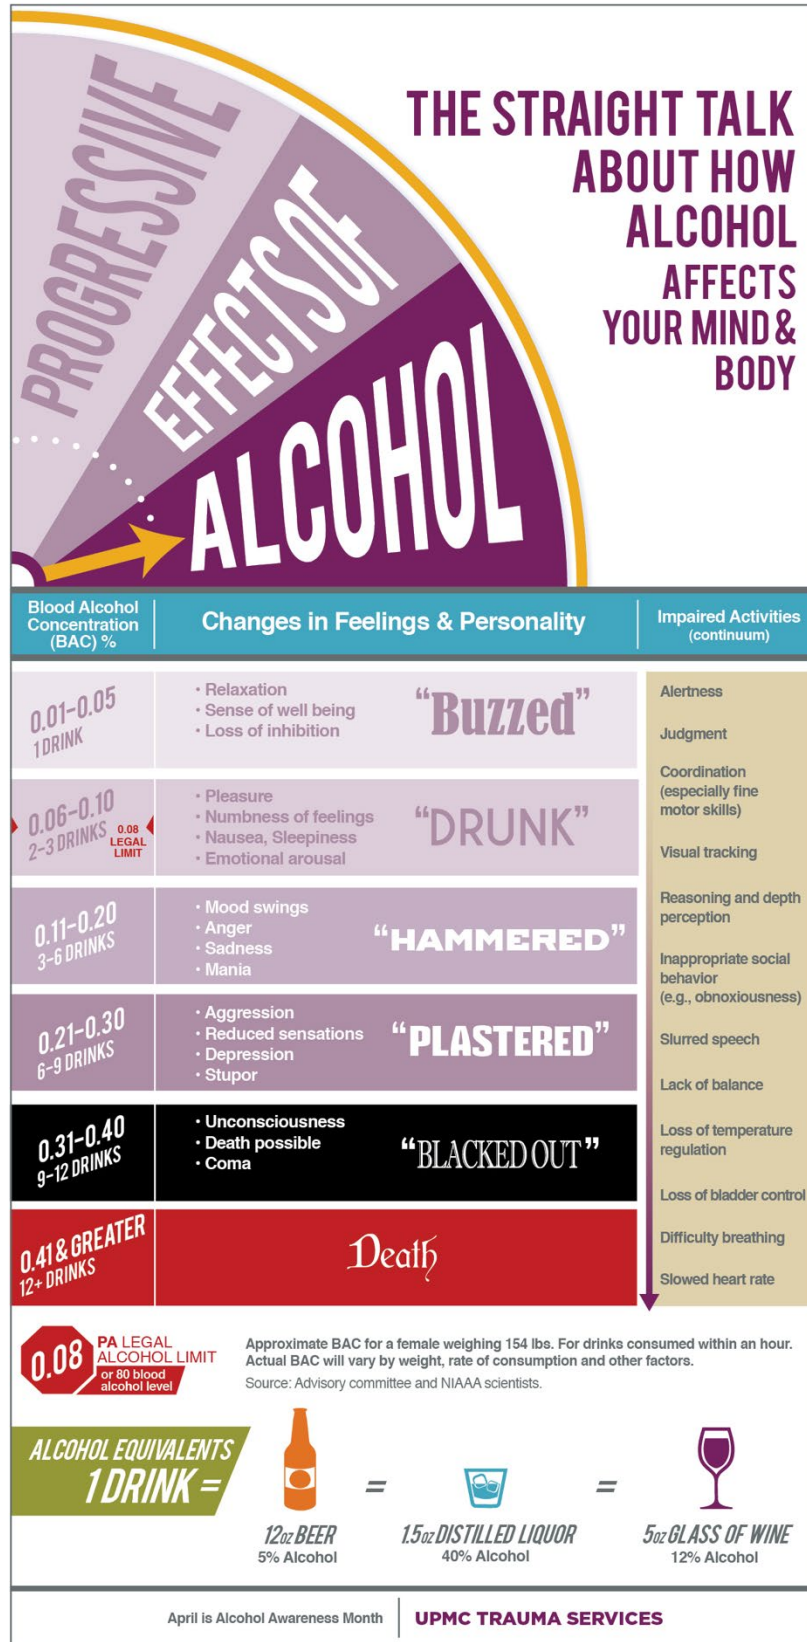 PROGRESSIVE
EFFECTS OF
ALCOHOL
THE STRAIGHT TALK
ABOUT HOW
ALCOHOL
AFFECTS
YOUR MIND &
BODY
Blood Alcohol
Concentration
(BAC) %
Changes in Feelings & Personality
Impaired Activities
(continuum)
0.01–0.05
1 DRINK
• Relaxation
• Sense of well being
• Loss of inhibition
“Buzzed”
0.06–0.10
2–3 DRINKS
0.08
LEGAL
LIMIT
• Pleasure
• Numbness of feelings
• Nausea, Sleepiness
• Emotional arousal
“DRUNK”
0.11–0.20
3–6 DRINKS
• Mood swings
• Anger
• Sadness
• Mania
“HAMMERED”
0.21–0.30
6–9 DRINKS
• Aggression
• Reduced sensations
• Depression
• Stupor
“PLASTERED”
0.31–0.40
9–12 DRINKS
• Unconsciousness
• Death possible
• Coma
“BLACKED OUT”
0.41 & GREATER
12+ DRINKS
Death
Alertness
Judgment
Coordination
(especially fine
motor skills)
Visual tracking
Reasoning and depth
perception
Inappropriate social
behavior
(e.g., obnoxiousness)
Slurred speech
Lack of balance
Loss of temperature
regulation
Loss of bladder control
Difficulty breathing
Slowed heart rate
0.08
PA LEGAL
ALCOHOL LIMIT
or 80 blood
alcohol level
Approximate BAC for a female weighing 154 lbs. For drinks consumed within an hour.
Actual BAC will vary by weight, rate of consumption and other factors.
Source: Advisory committee and NIAAA scientists.
ALCOHOL EQUIVALENTS
1 DRINK =
=
=
12oz BEER
5% Alcohol
1.5oz DISTILLED LIQUOR
40% Alcohol
5oz GLASS OF WINE
12% Alcohol
April is Alcohol Awareness Month
UPMC TRAUMA SERVICES